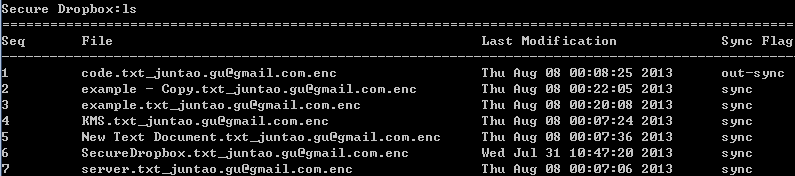 Secure Dropbox:ls
================================================================================
Seq File Last Modification Sync Flag
--------------------------------------------------------------------------------
1 code.txt_juntao.gu@gmail.com.enc Thu Aug 08 00:08:25 2013 out-sync
2 example - Copy.txt_juntao.gu@gmail.com.enc Thu Aug 08 00:22:05 2013 sync
3 example.txt_juntao.gu@gmail.com.enc Thu Aug 08 00:20:08 2013 sync
4 KMS.txt_juntao.gu@gmail.com.enc Thu Aug 08 00:07:24 2013 sync
5 New Text Document.txt_juntao.gu@gmail.com.enc Thu Aug 08 00:07:36 2013 sync
6 SecureDropbox.txt_juntao.gu@gmail.com.enc Wed Jul 31 10:47:20 2013 sync
7 server.txt_juntao.gu@gmail.com.enc Thu Aug 08 00:07:06 2013 sync